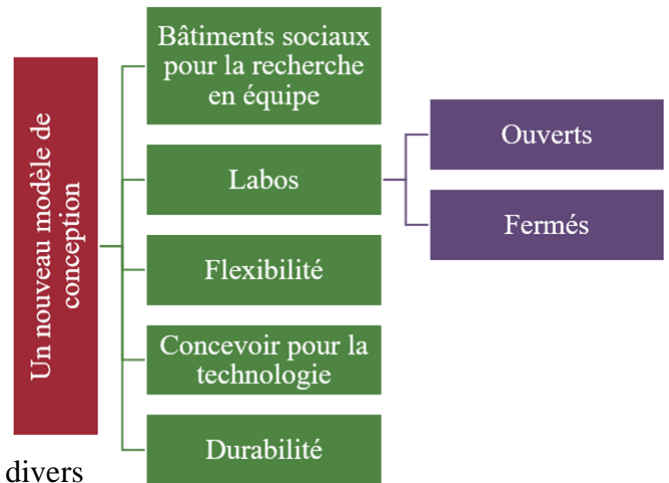 Un nouveau modèle de
conception
Bâtiments sociaux
pour la recherche
en équipe
Labos
Ouverts
Fermés
Flexibilité
Concevoir pour la
technologie
Durabilité
divers